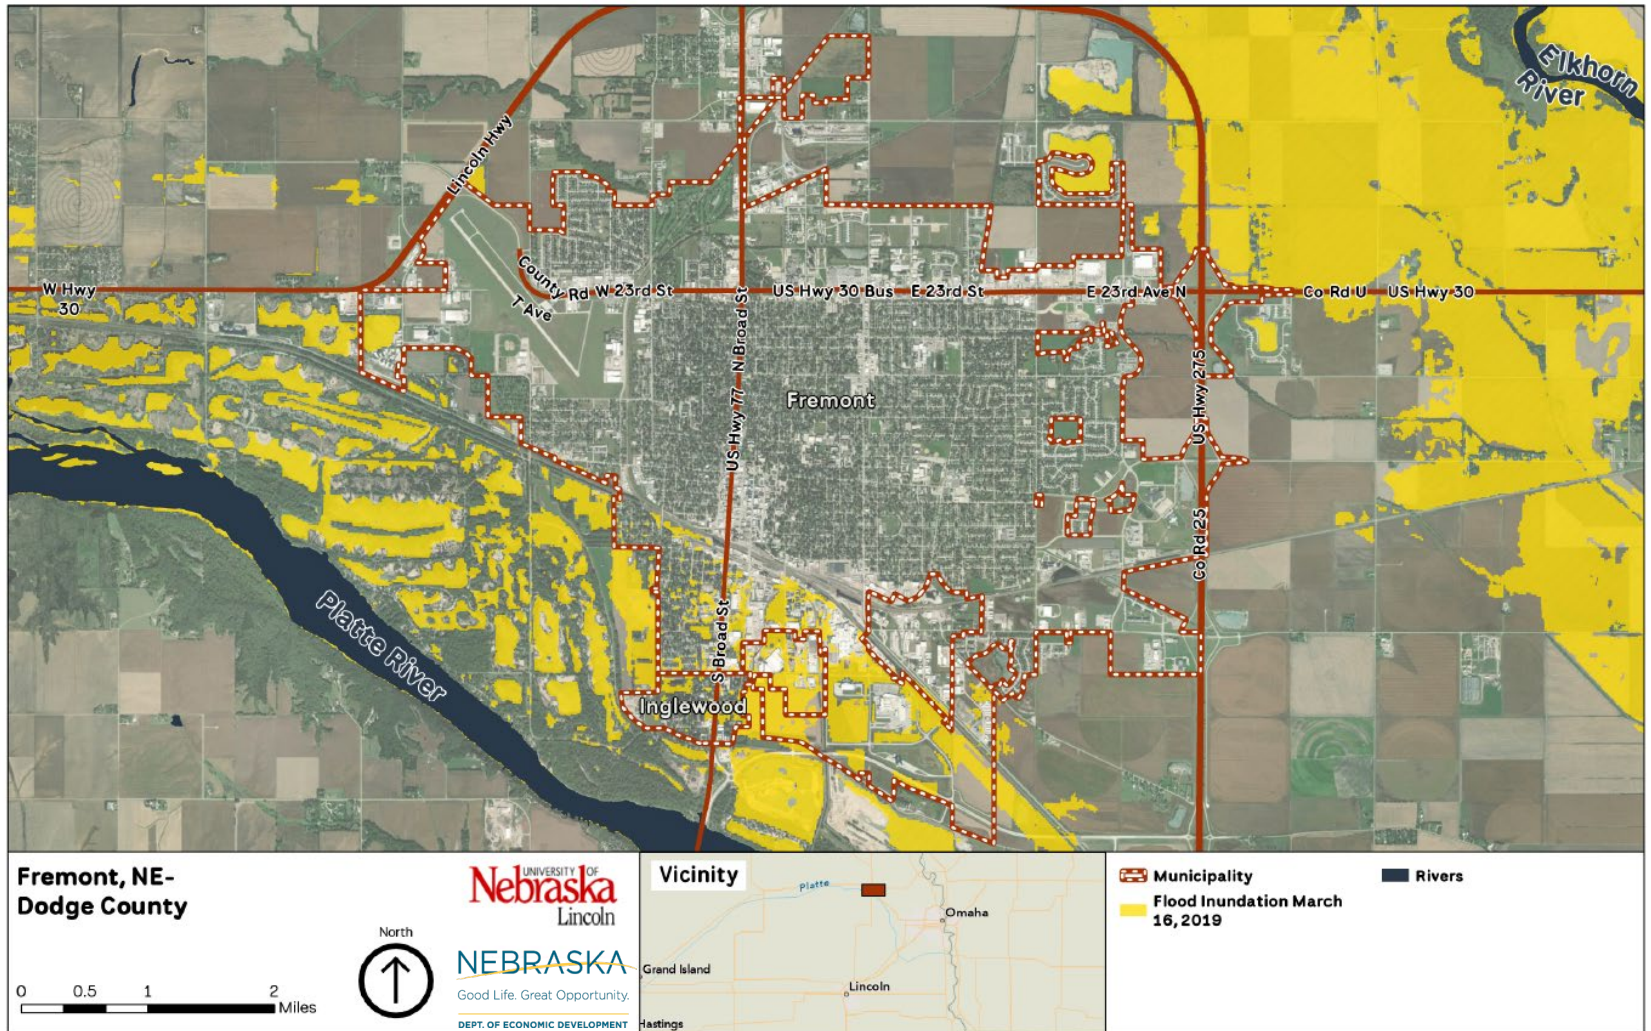 Elkhorn
River
Lincoln Hwy
W Hwy
30
County
Rd
T Ave
W 23rd St
US Hwy 30 Bus
E 23rd St
E 23rd Ave N
Co Rd U
US Hwy 30
N Broad St
US Hwy 77
US Hwy 275
Fremont
Co Rd 25
Platte River
S Broad St
Inglewood
Fremont, NE-
Dodge County
North
0 0.5 1 2
Miles
UNIVERSITY OF
Nebraska
Lincoln
NEBRASKA
Good Life. Great Opportunity.
DEPT. OF ECONOMIC DEVELOPMENT
Vicinity
Platte
Omaha
Grand Island
Lincoln
Hastings
Municipality
Flood Inundation March
16, 2019
Rivers